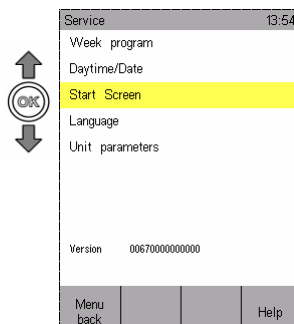 Service 13:54
Week program
Daytime/Date
Start Screen
OK
Language
Unit parameters
Version 00670000000000
Menu
back
Help